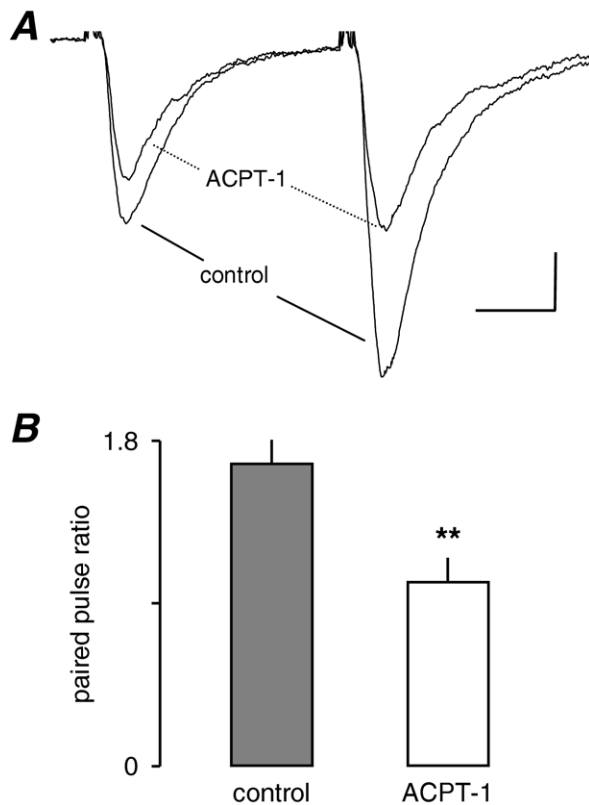 A
ACPT-1
control
B
1.8
paired pulse ratio
**
0
control
ACPT-1